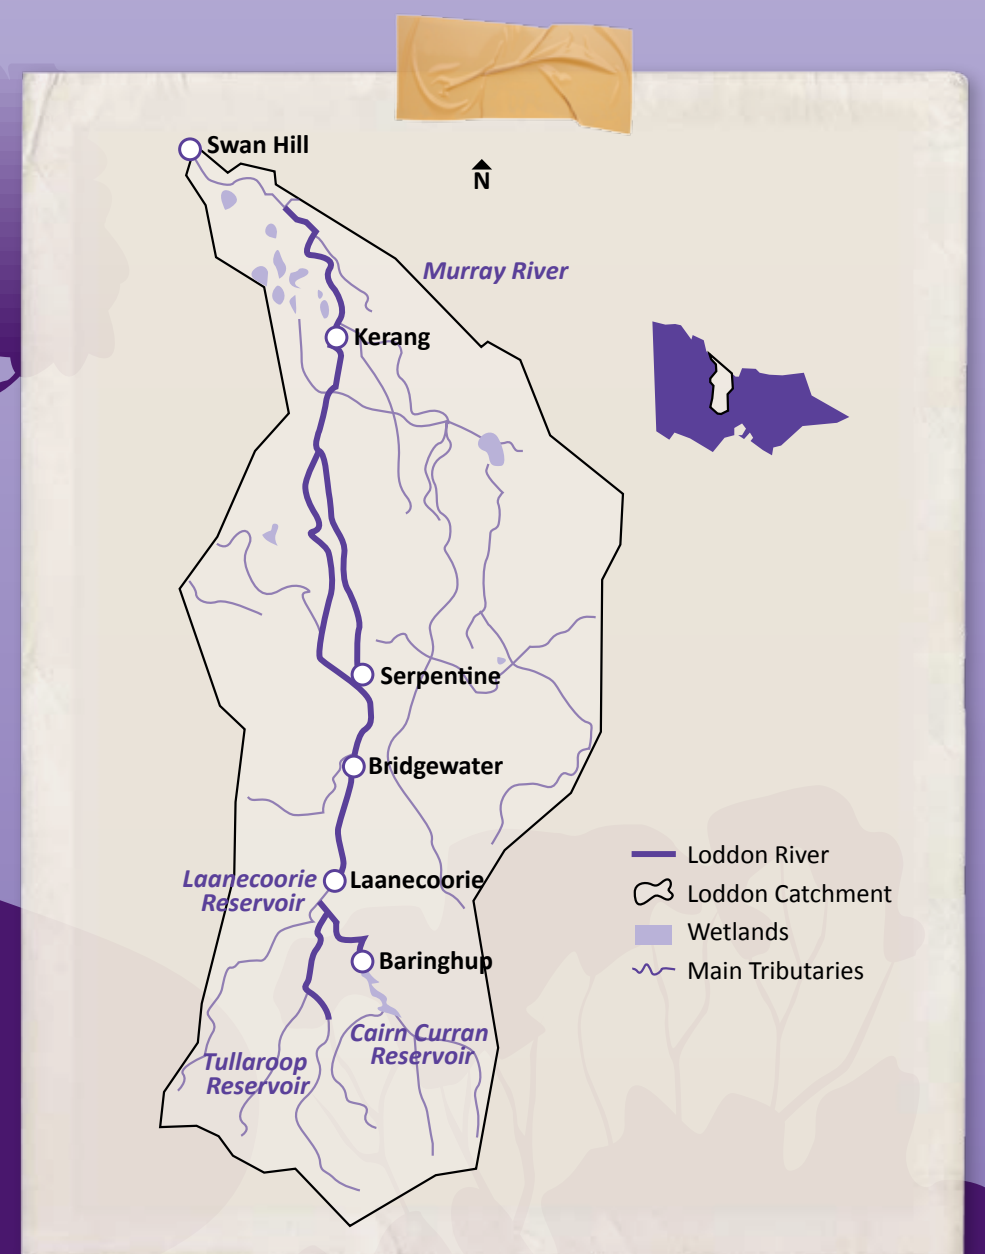 Swan Hill
N
Murray River
Kerang
Serpentine
Bridgewater
Laanecoorie
Reservoir
Laanecoorie
Baringhup
Cairn Curran
Reservoir
Tullaroop
Reservoir
Loddon River
Loddon Catchment
Wetlands
Main Tributaries